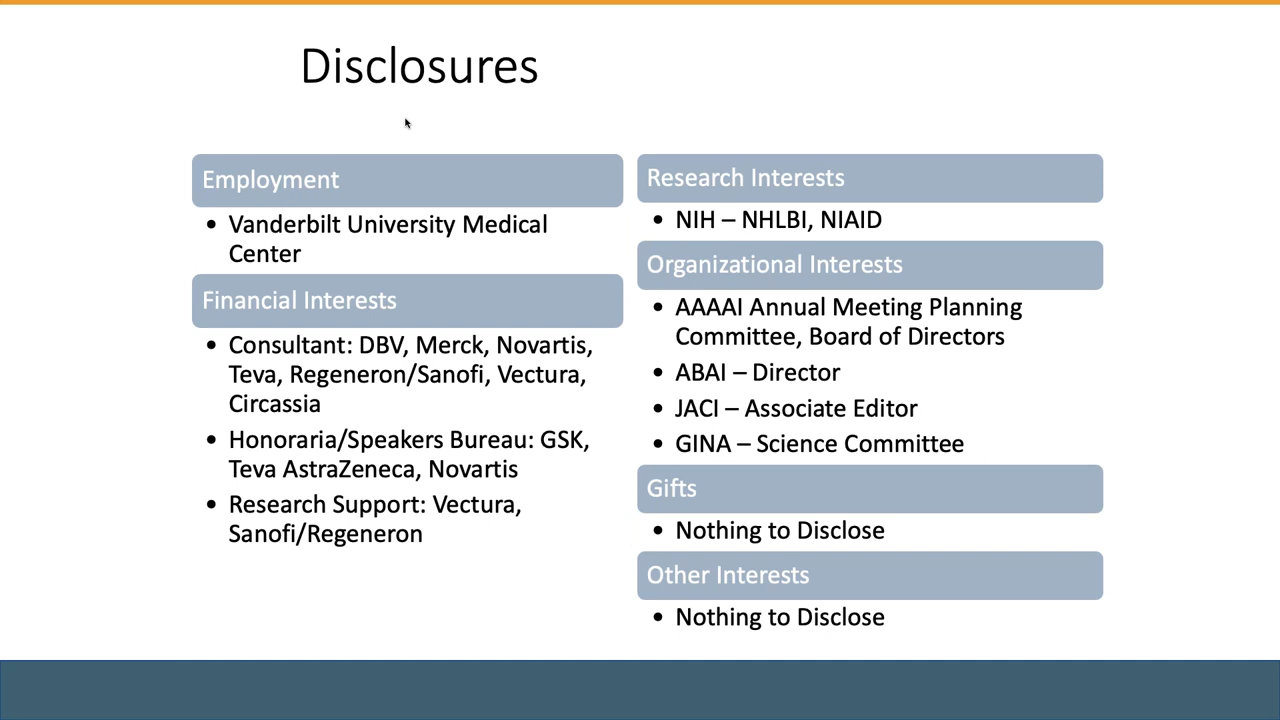 Disclosures
Employment
• Vanderbilt University Medical
Center
Financial Interests
• Consultant: DBV, Merck, Novartis,
Teva, Regeneron/Sanofi, Vectura,
Circassia
• Honoraria/Speakers Bureau: GSK,
Teva AstraZeneca, Novartis
• Research Support: Vectura,
Sanofi/Regeneron
Research Interests
• NIH – NHLBI, NIAID
Organizational Interests
• AAAAI Annual Meeting Planning
Committee, Board of Directors
• ABAI – Director
• JACI – Associate Editor
• GINA – Science Committee
Gifts
• Nothing to Disclose
Other Interests
• Nothing to Disclose